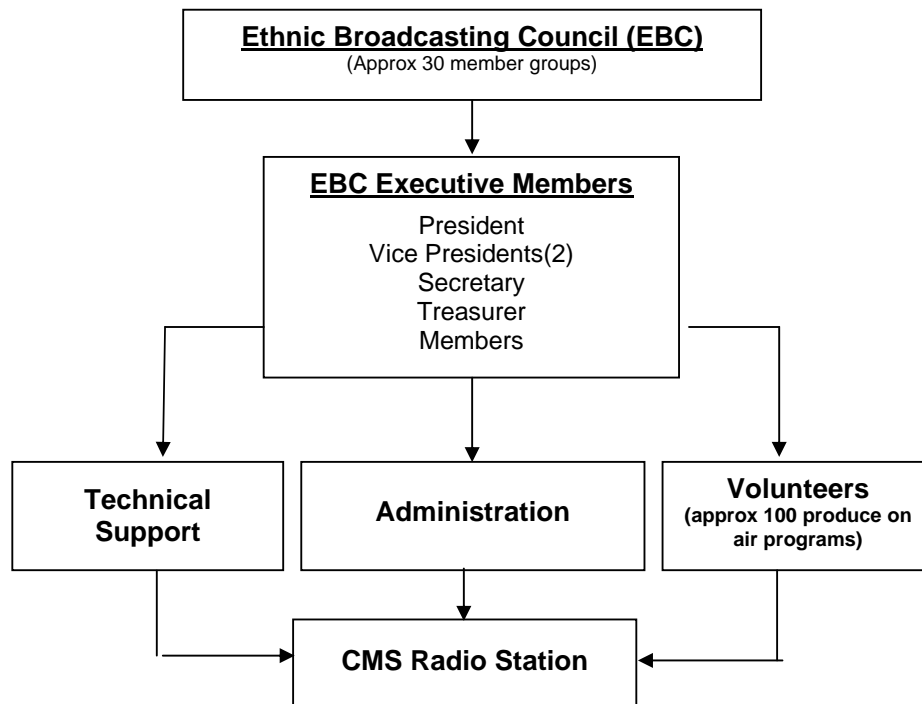 Ethnic Broadcasting Council (EBC)
(Approx 30 member groups)
EBC Executive Members
President
Vice Presidents(2)
Secretary
Treasurer
Members
Technical
Support
Administration
Volunteers
(approx 100 produce on
air programs)
CMS Radio Station